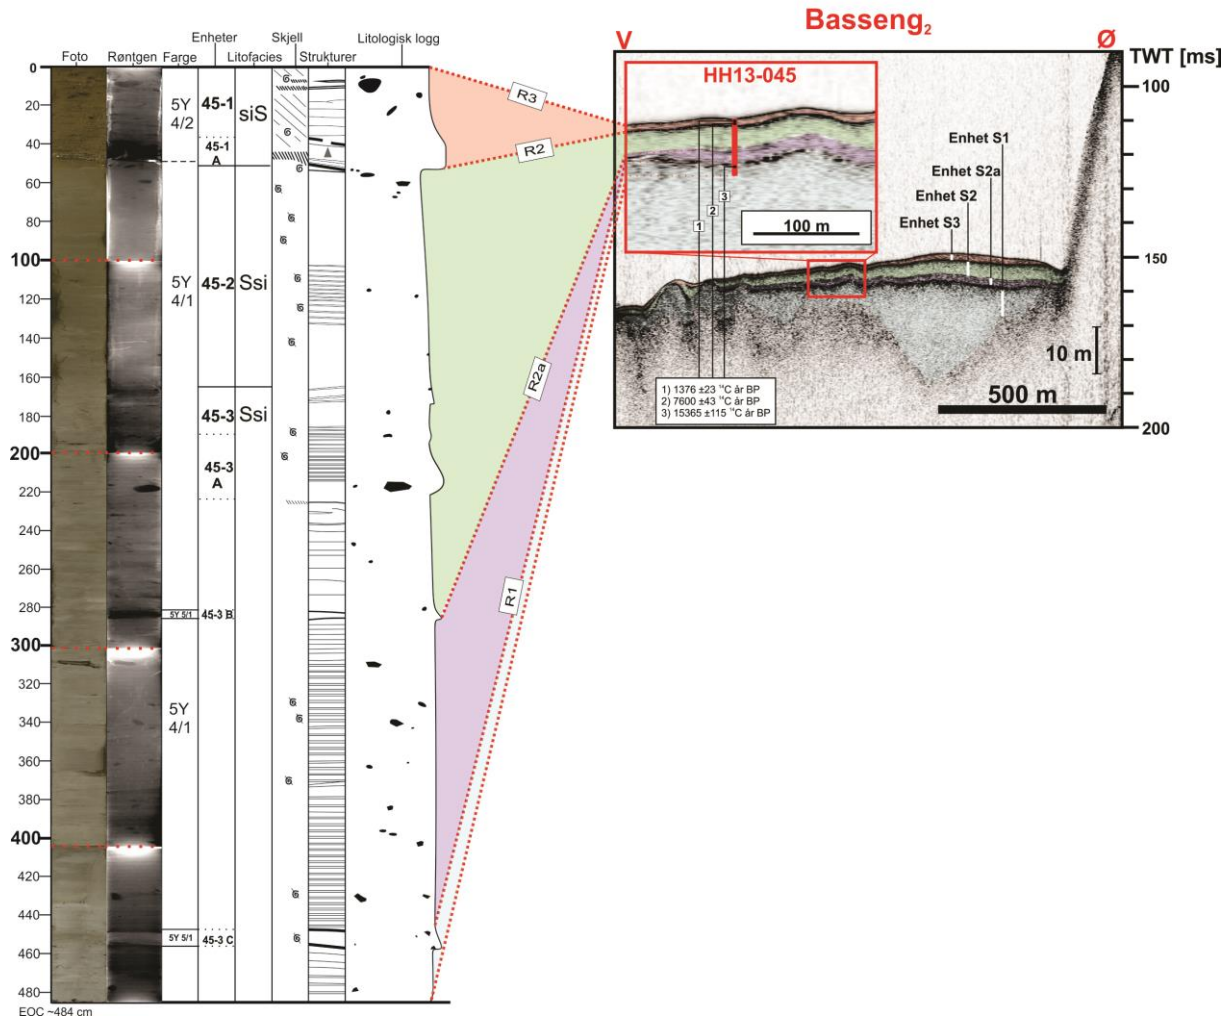 Basseng₂
V
Ø
TWT [ms]
HH13-045
100 m
1
2
3
Enhet S1
Enhet S2a
Enhet S2
Enhet S3
100
150
200
10 m
500 m
1) 1376 ±23 ¹⁴C år BP
2) 7600 ±43 ¹⁴C år BP
3) 15365 ±115 ¹⁴C år BP
Foto
Røntgen
Farge
Enheter
Litofacies
Skjell
Strukturer
Litologisk logg
0
20
40
60
80
100
120
140
160
180
200
220
240
260
280
300
320
340
360
380
400
420
440
460
480
EOC ~484 cm
5Y
4/2
5Y
4/1
5Y 5/1
5Y
4/1
5Y 5/1
45-1
45-1
A
45-2
45-3
45-3
A
45-3 B
45-3 C
siS
Ssi
Ssi
R3
R2
R2a
R1